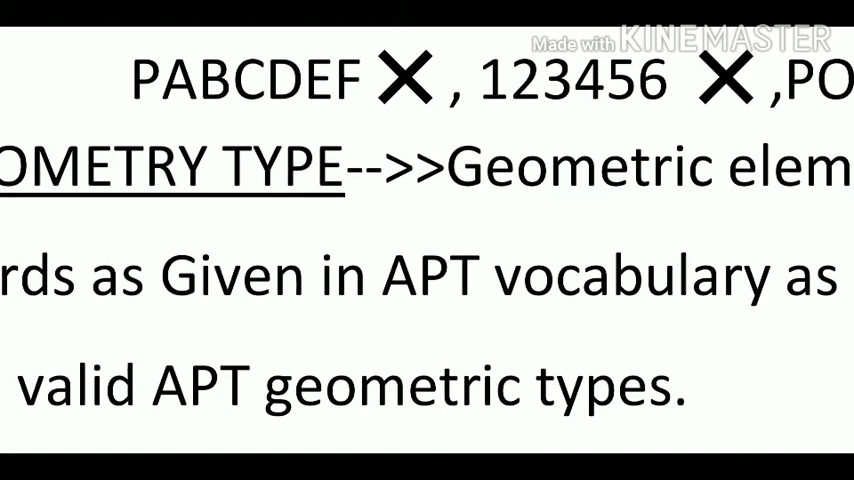 Made with KINEMASTER
PABCDEF ❌ , 123456 ❌ ,PO
OMETRY TYPE-->>Geometric elem
rds as Given in APT vocabulary as
valid APT geometric types.